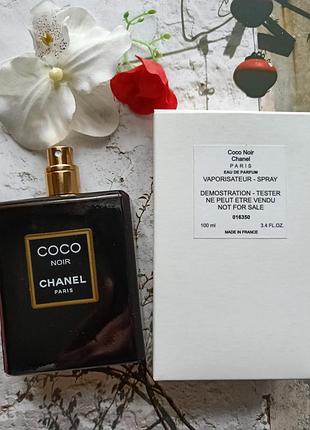 COCO
NOIR
CHANEL
PARIS
Coco Noir
Chanel
PARIS
EAU DE PARFUM
VAPORISATEUR - SPRAY
DEMOSTRATION - TESTER
NE PEUT ETRE VENDU
NOT FOR SALE
016350
100 ml 3.4 FL.OZ.
MADE IN FRANCE